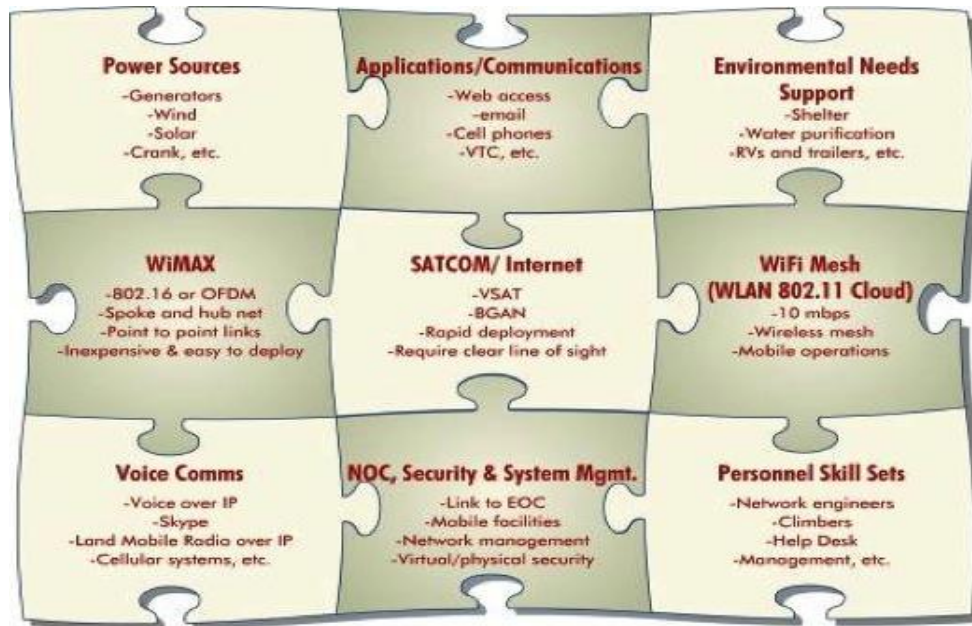 Power Sources
-Generators
-Wind
-Solar
-Crank, etc.
Applications/Communications
-Web access
-email
-Cell phones
-VTC, etc.
Environmental Needs
Support
-Shelter
-Water purification
-RVs and trailers, etc.
WiMAX
-802.16 or OFDM
-Spoke and hub net
-Point to point links
-Inexpensive & easy to deploy
SATCOM/ Internet
-VSAT
-BGAN
-Rapid deployment
-Require clear line of sight
WiFi Mesh
(WLAN 802.11 Cloud)
-10 mbps
-Wireless mesh
-Mobile operations
Voice Comms
-Voice over IP
-Skype
-Land Mobile Radio over IP
-Cellular systems, etc.
NOC, Security & System Mgmt.
-Link to EOC
-Mobile facilities
-Network management
-Virtual/physical security
Personnel Skill Sets
-Network engineers
-Climbers
-Help Desk
-Management, etc.